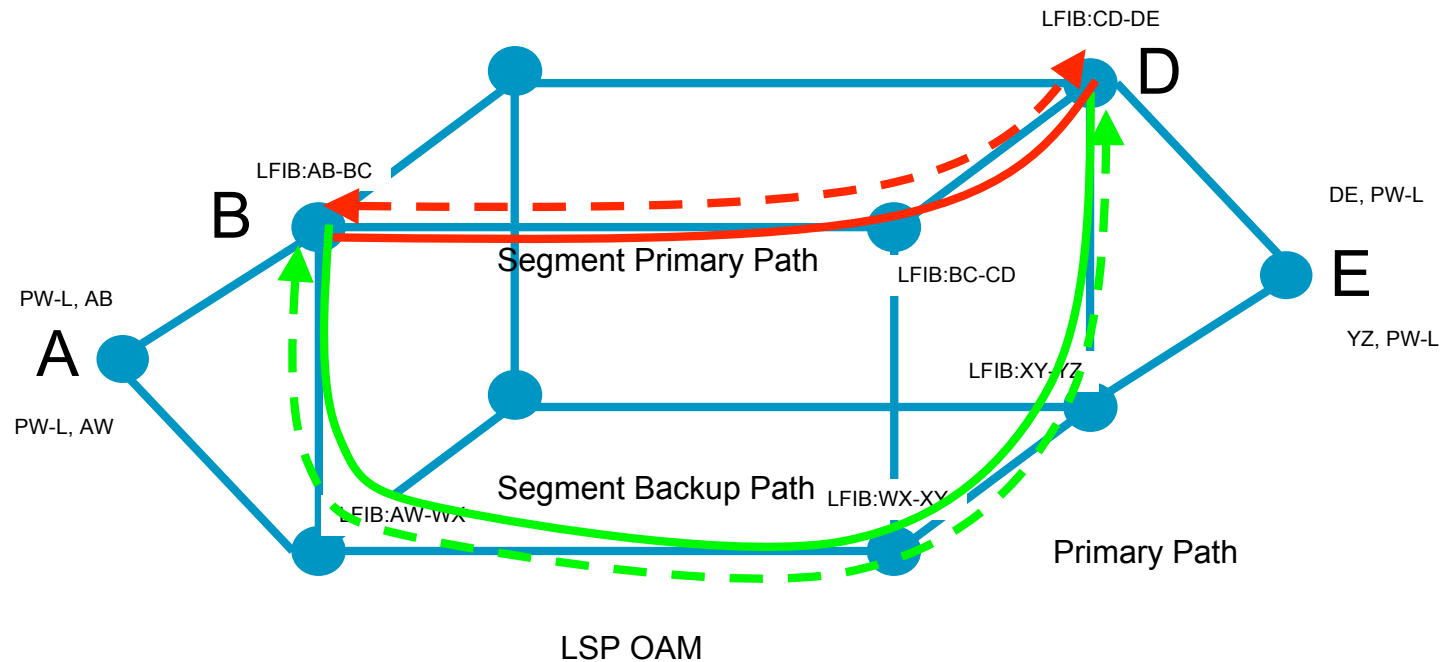 LFIB:CD-DE
D
LFIB:AB-BC
B
DE, PW-L
Segment Primary Path
LFIB:BC-CD
E
PW-L, AB
A
YZ, PW-L
LFIB:XY-YZ
PW-L, AW
Segment Backup Path
LFIB:WX-XY
LFIB:AW-WX
Primary Path
LSP OAM